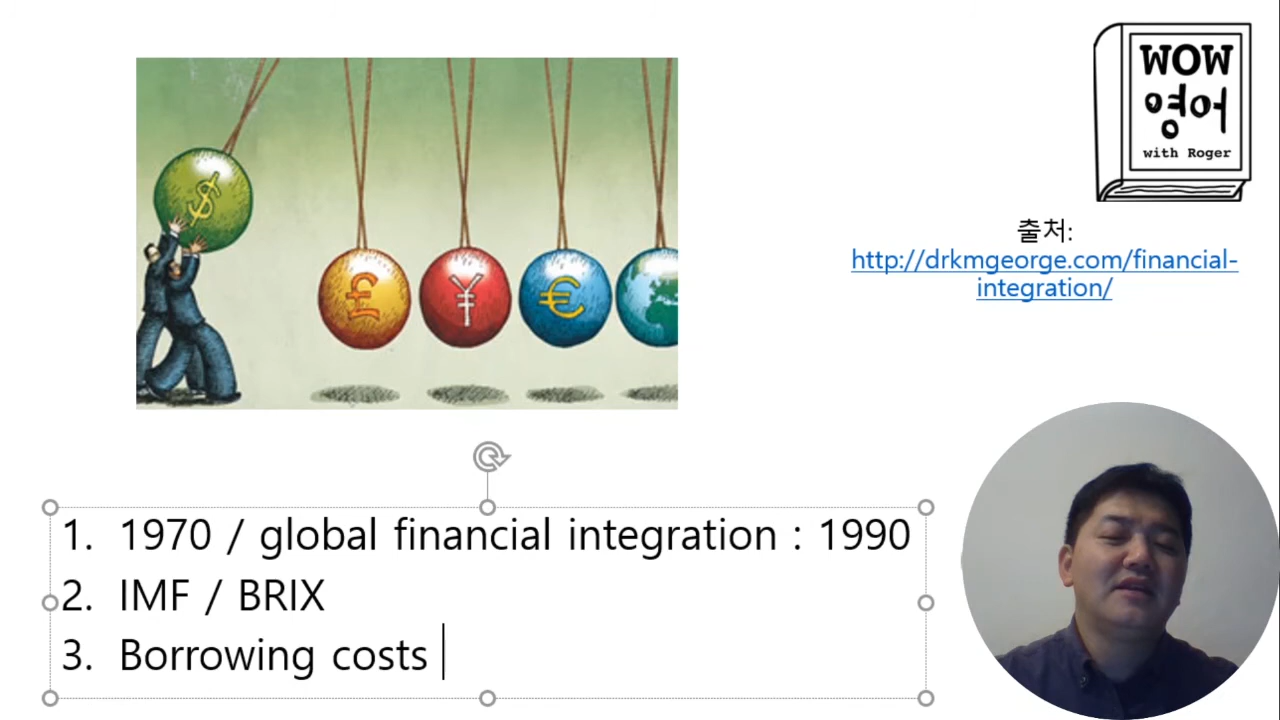 WOW
영어
with Roger
출처:
http://drkmgeorge.com/financial-
integration/
$
£
¥
€
1. 1970 / global financial integration : 1990
2. IMF / BRIX
3. Borrowing costs